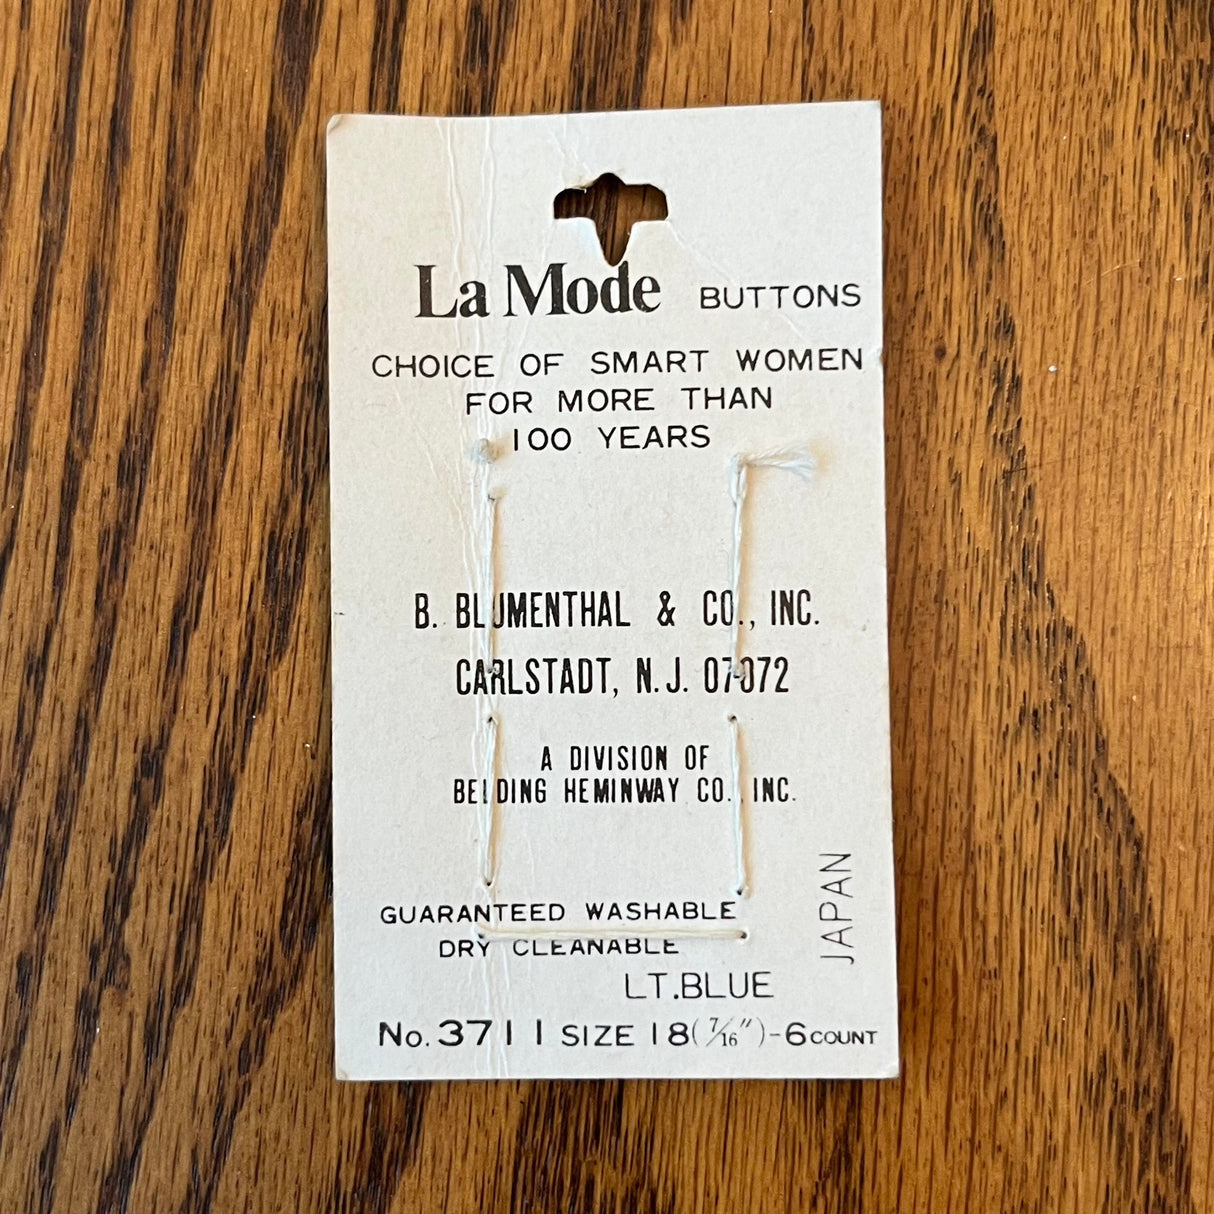 La Mode BUTTONS
CHOICE OF SMART WOMEN
FOR MORE THAN
100 YEARS
B. BLUMENTHAL & CO., INC.
CARLSTADT, N.J. 07072
A DIVISION OF
BELDING HEMINWAY CO., INC.
JAPAN
GUARANTEED WASHABLE
DRY CLEANABLE
LT.BLUE
No. 3711 SIZE 18 (7/16") - 6 COUNT